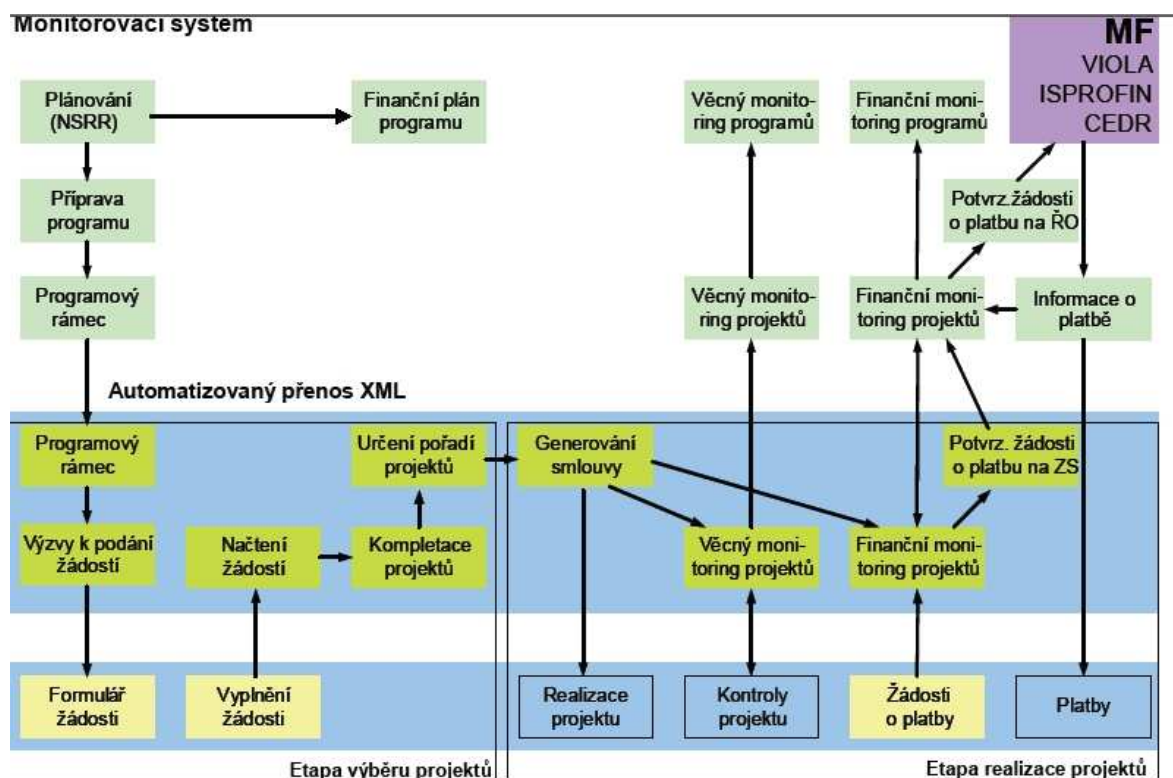 Monitorovací systém
MF
VIOLA
ISPROFIN
CEDR
Plánování
(NSRR)
Finanční plán
programu
Věcný monito-
ring programů
Finanční moni-
toring programů
Příprava
programu
Potvrz.žádosti
o platbu na ŘO
Programový
rámec
Věcný monito-
ring projektů
Finanční moni-
toring projektů
Informace o
platbě
Automatizovaný přenos XML
Programový
rámec
Určení pořadí
projektů
Generování
smlouvy
Potvrz. žádosti
o platbu na ZS
Výzvy k podání
žádostí
Načtení
žádostí
Kompletace
projektů
Věcný moni-
toring projektů
Finanční moni-
toring projektů
Formulář
žádosti
Vyplnění
žádosti
Realizace
projektu
Kontroly
projektu
Žádosti
o platby
Platby
Etapa výběru projektů
Etapa realizace projektů